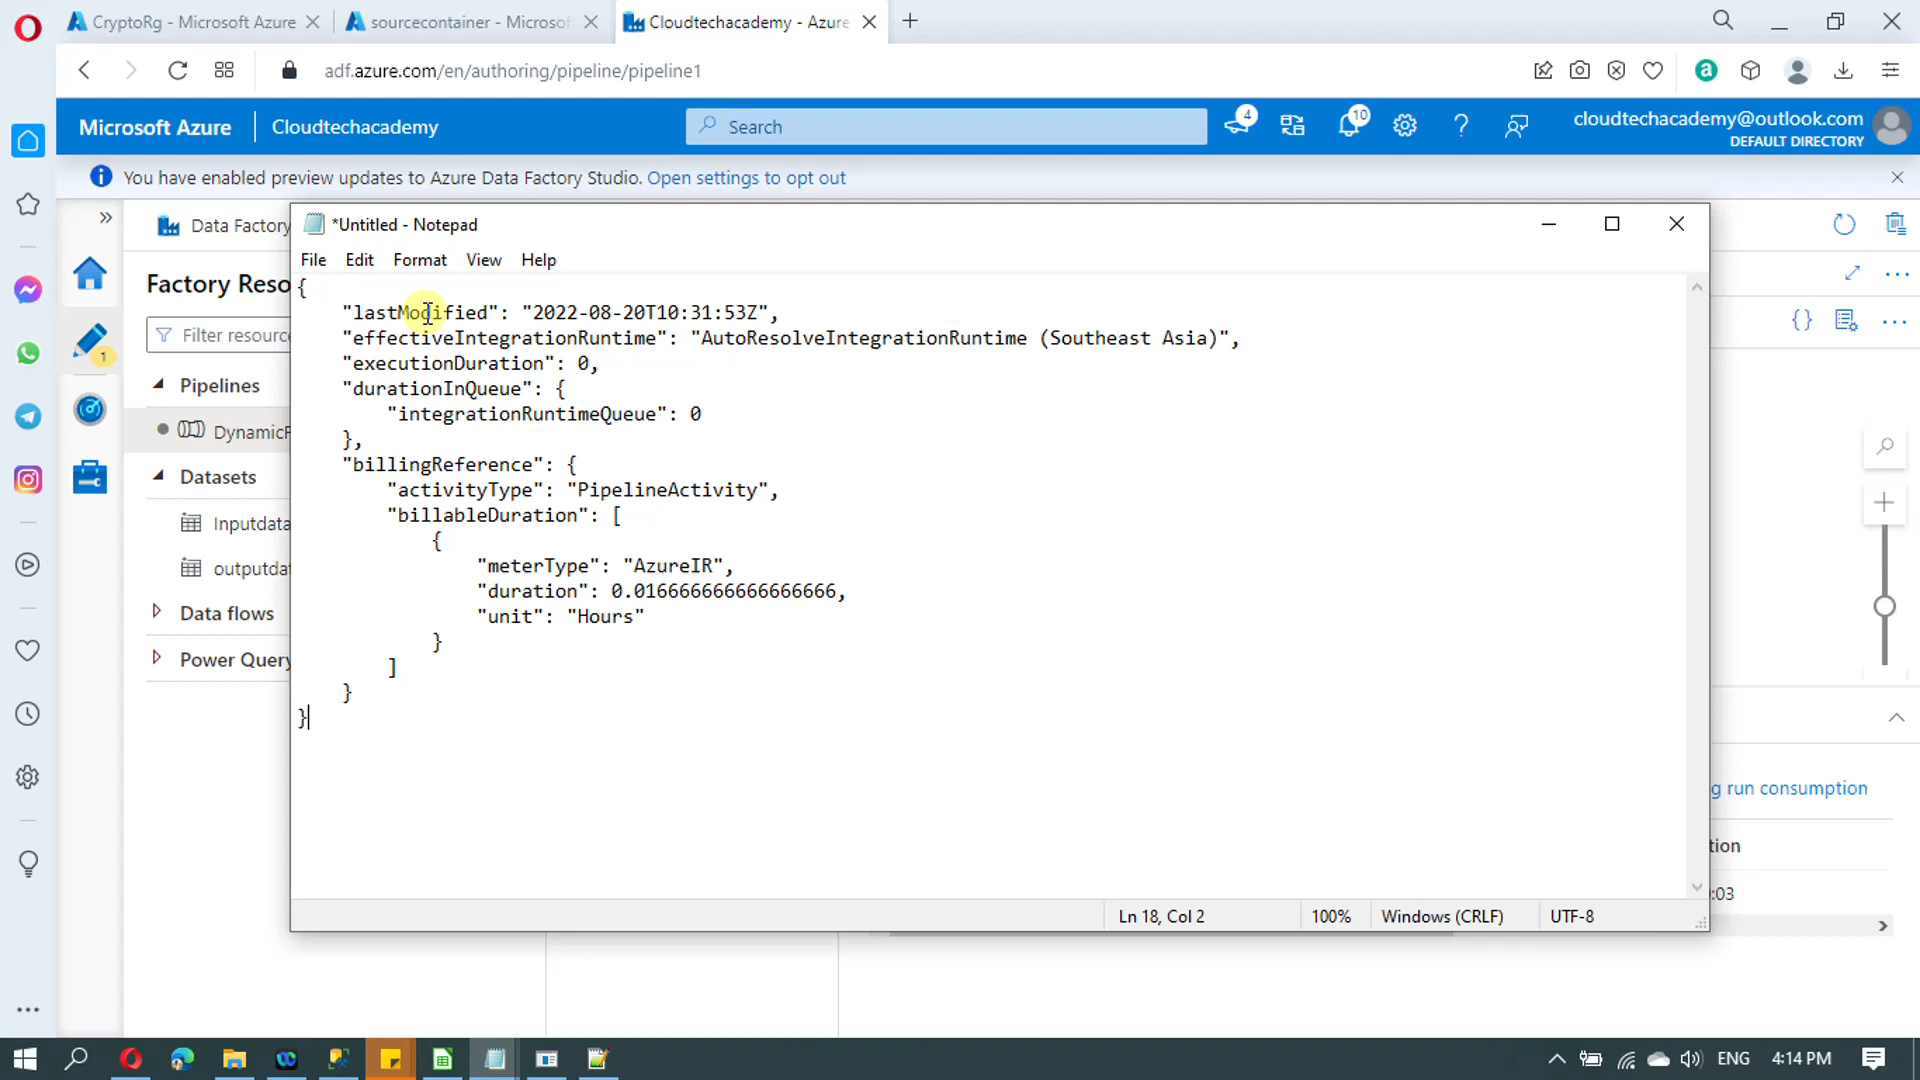 CryptoRg - Microsoft Azure
sourcecontainer - Microsof
Cloudtechacademy - Azure
adf.azure.com/en/authoring/pipeline/pipeline1
a
Microsoft Azure
Cloudtechacademy
Search
4
10
cloudtechacademy@outlook.com
DEFAULT DIRECTORY
You have enabled preview updates to Azure Data Factory Studio. Open settings to opt out
Data Factory
*Untitled - Notepad
File Edit Format View Help
Factory Reso
Filter resourc
1
Pipelines
DynamicF
Datasets
Inputdata
outputdat
Data flows
Power Query
{
"lastModified": "2022-08-20T10:31:53Z",
"effectiveIntegrationRuntime": "AutoResolveIntegrationRuntime (Southeast Asia)",
"executionDuration": 0,
"durationInQueue": {
"integrationRuntimeQueue": 0
},
"billingReference": {
"activityType": "PipelineActivity",
"billableDuration": [
{
"meterType": "AzureIR",
"duration": 0.016666666666666666,
"unit": "Hours"
}
]
}
}
g run consumption
tion
:03
Ln 18, Col 2
100%
Windows (CRLF)
UTF-8
ENG
4:14 PM